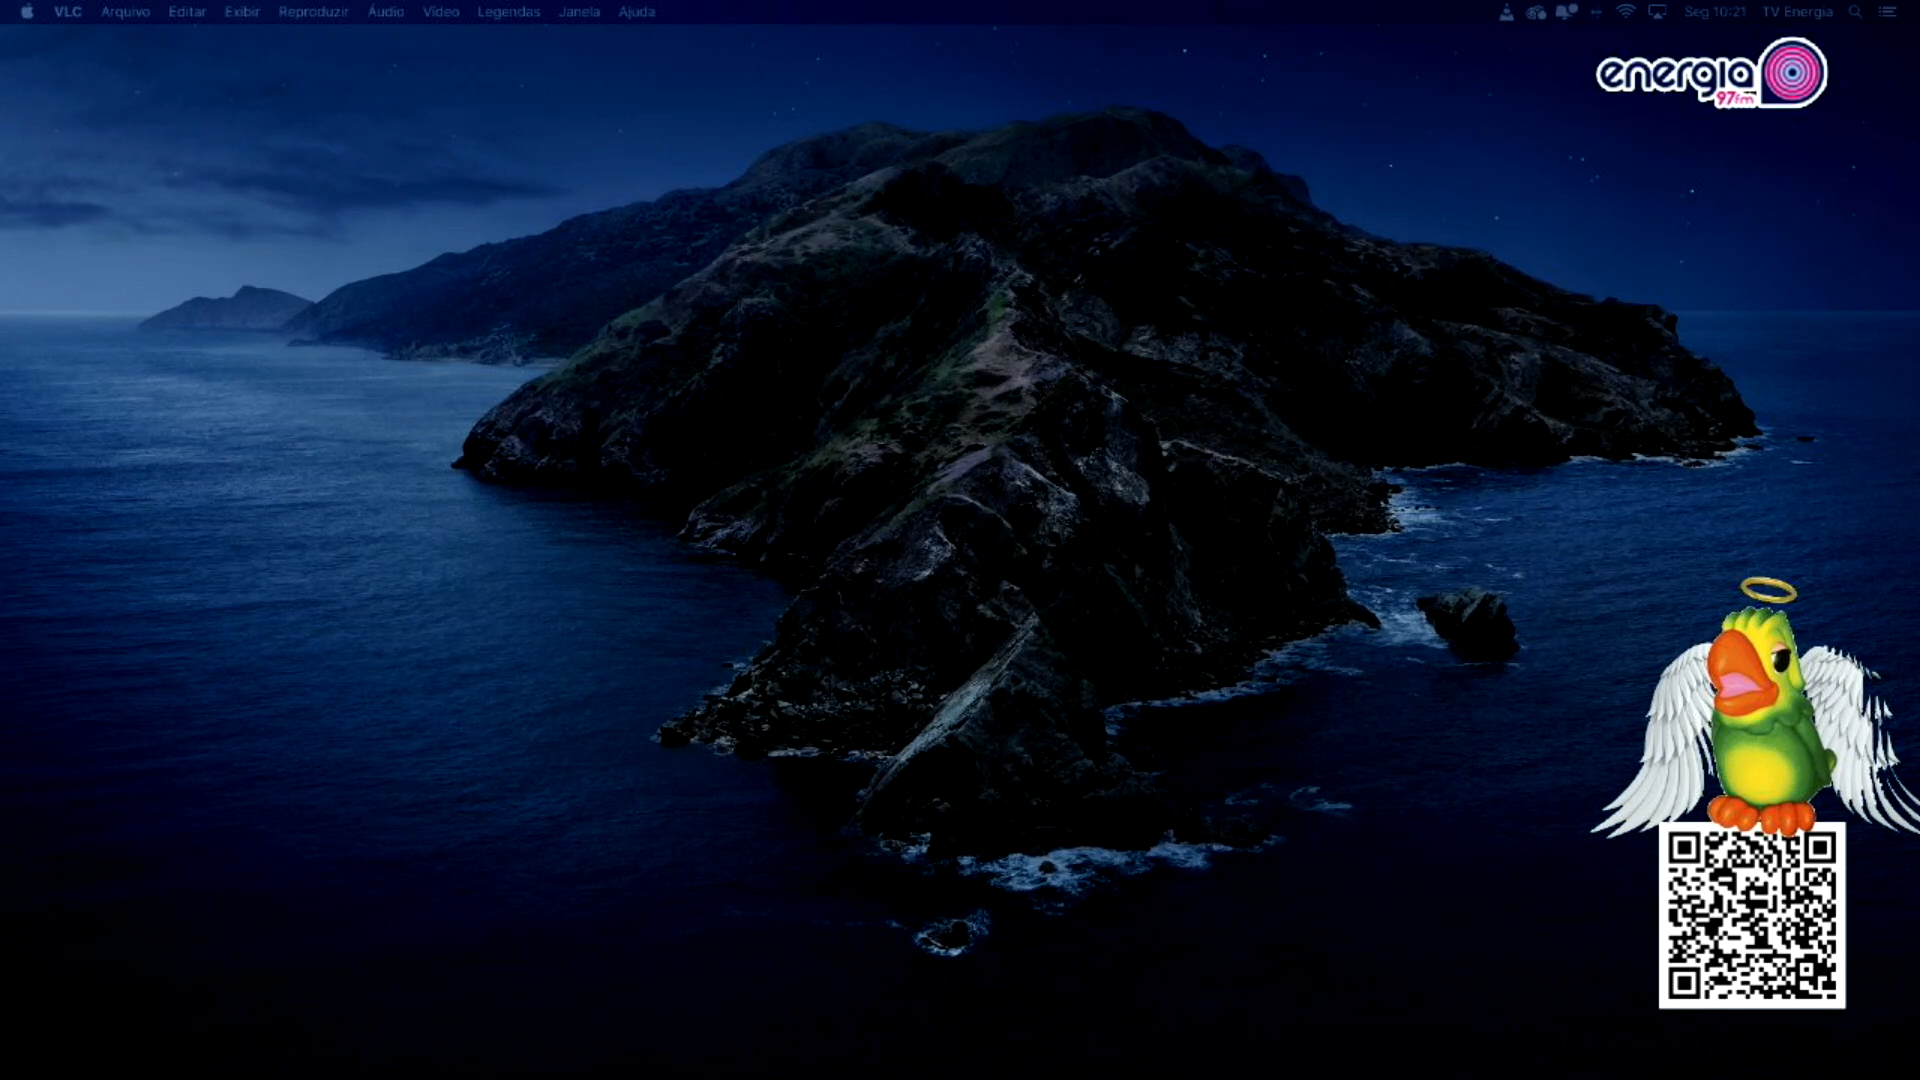 VLC Arquivo Editar Exibir Reproduzir Áudio Vídeo Legendas Janela Ajuda
Seg 10:21 TV Energia
energia
97fm